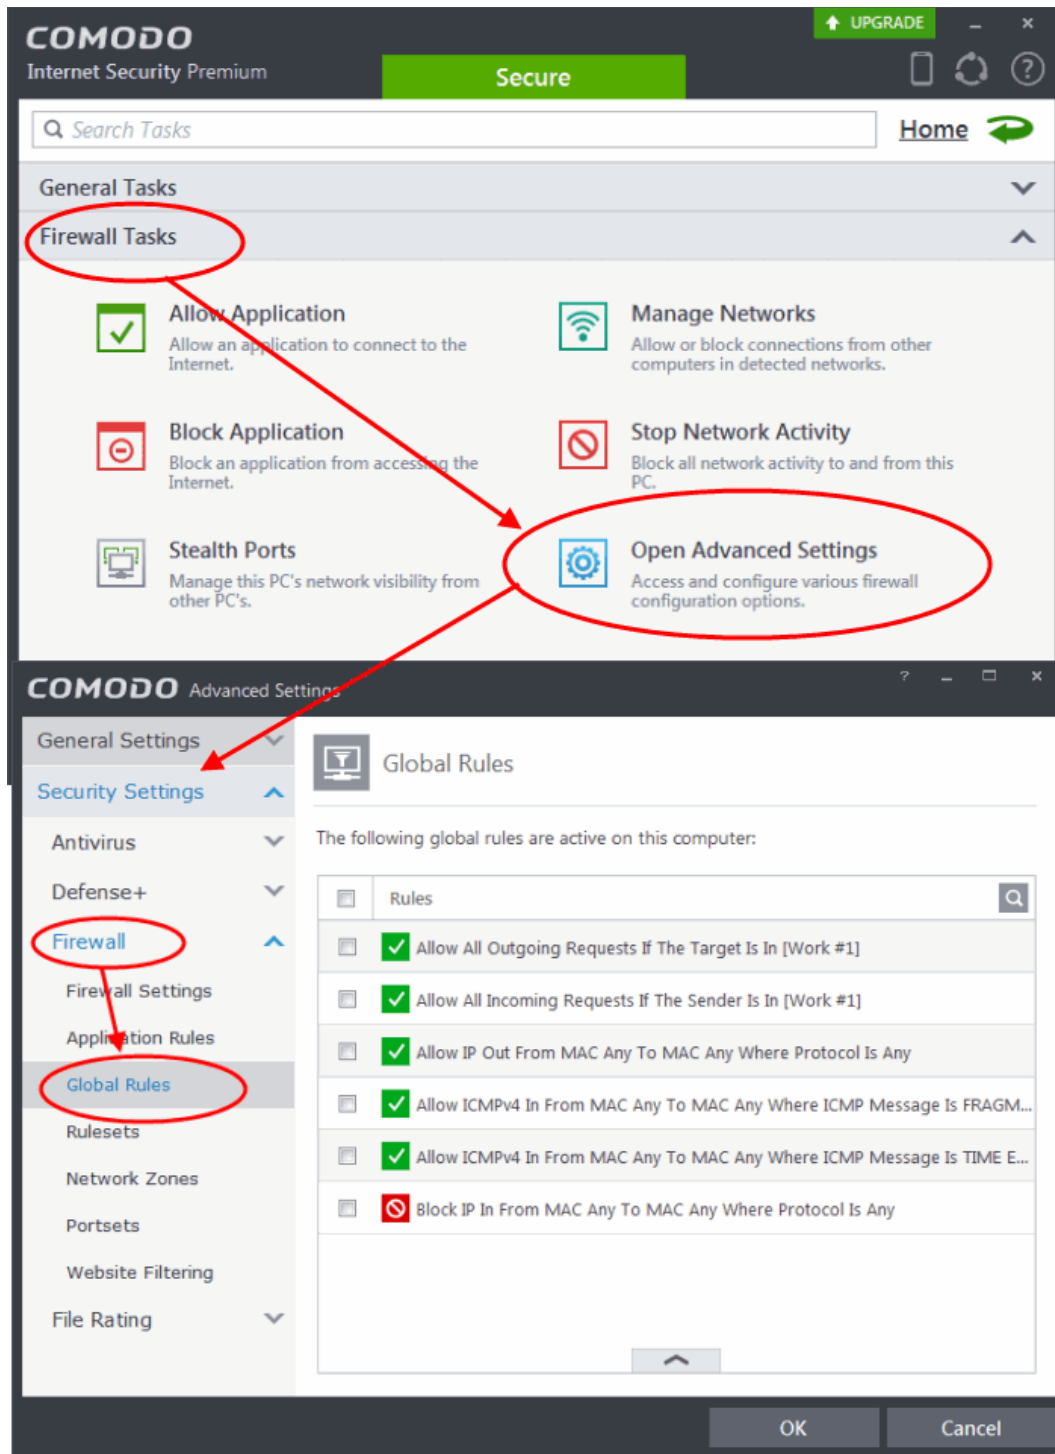 COMODO
Internet Security Premium
UPGRADE
Secure
?
Search Tasks
Home
General Tasks
Firewall Tasks
Allow Application
Allow an application to connect to the
Internet.
Manage Networks
Allow or block connections from other
computers in detected networks.
Block Application
Block an application from accessing the
Internet.
Stop Network Activity
Block all network activity to and from this
PC.
Stealth Ports
Manage this PC's network visibility from
other PC's.
Open Advanced Settings
Access and configure various firewall
configuration options.
COMODO Advanced Settings
?
General Settings
Security Settings
Antivirus
Defense+
Firewall
Firewall Settings
Application Rules
Global Rules
Rulesets
Network Zones
Portsets
Website Filtering
File Rating
Global Rules
The following global rules are active on this computer:
Rules
Allow All Outgoing Requests If The Target Is In [Work #1]
Allow All Incoming Requests If The Sender Is In [Work #1]
Allow IP Out From MAC Any To MAC Any Where Protocol Is Any
Allow ICMPv4 In From MAC Any To MAC Any Where ICMP Message Is FRAGM...
Allow ICMPv4 In From MAC Any To MAC Any Where ICMP Message Is TIME E...
Block IP In From MAC Any To MAC Any Where Protocol Is Any
OK
Cancel